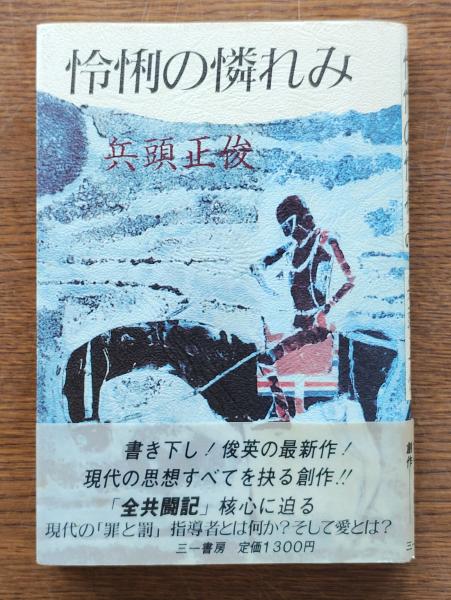 怜悧の憐れみ
兵頭正俊
書き下し！俊英の最新作！
現代の思想すべてを抉る創作!!
「全共闘記」核心に迫る
現代の「罪と罰」指導者とは何か？そして愛とは？
三一書房 定価1300円
創作